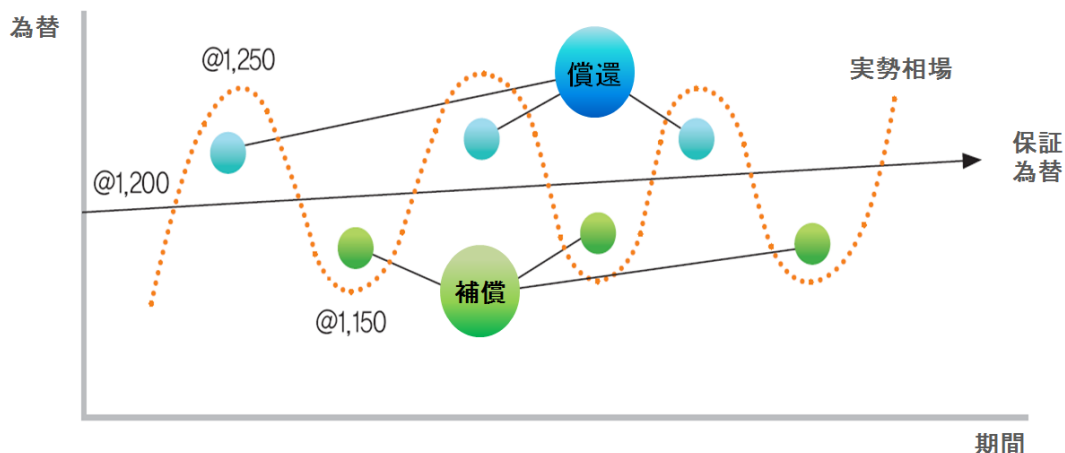 為替
@1,250
償還
実勢相場
保証
為替
@1,200
補償
@1,150
期間